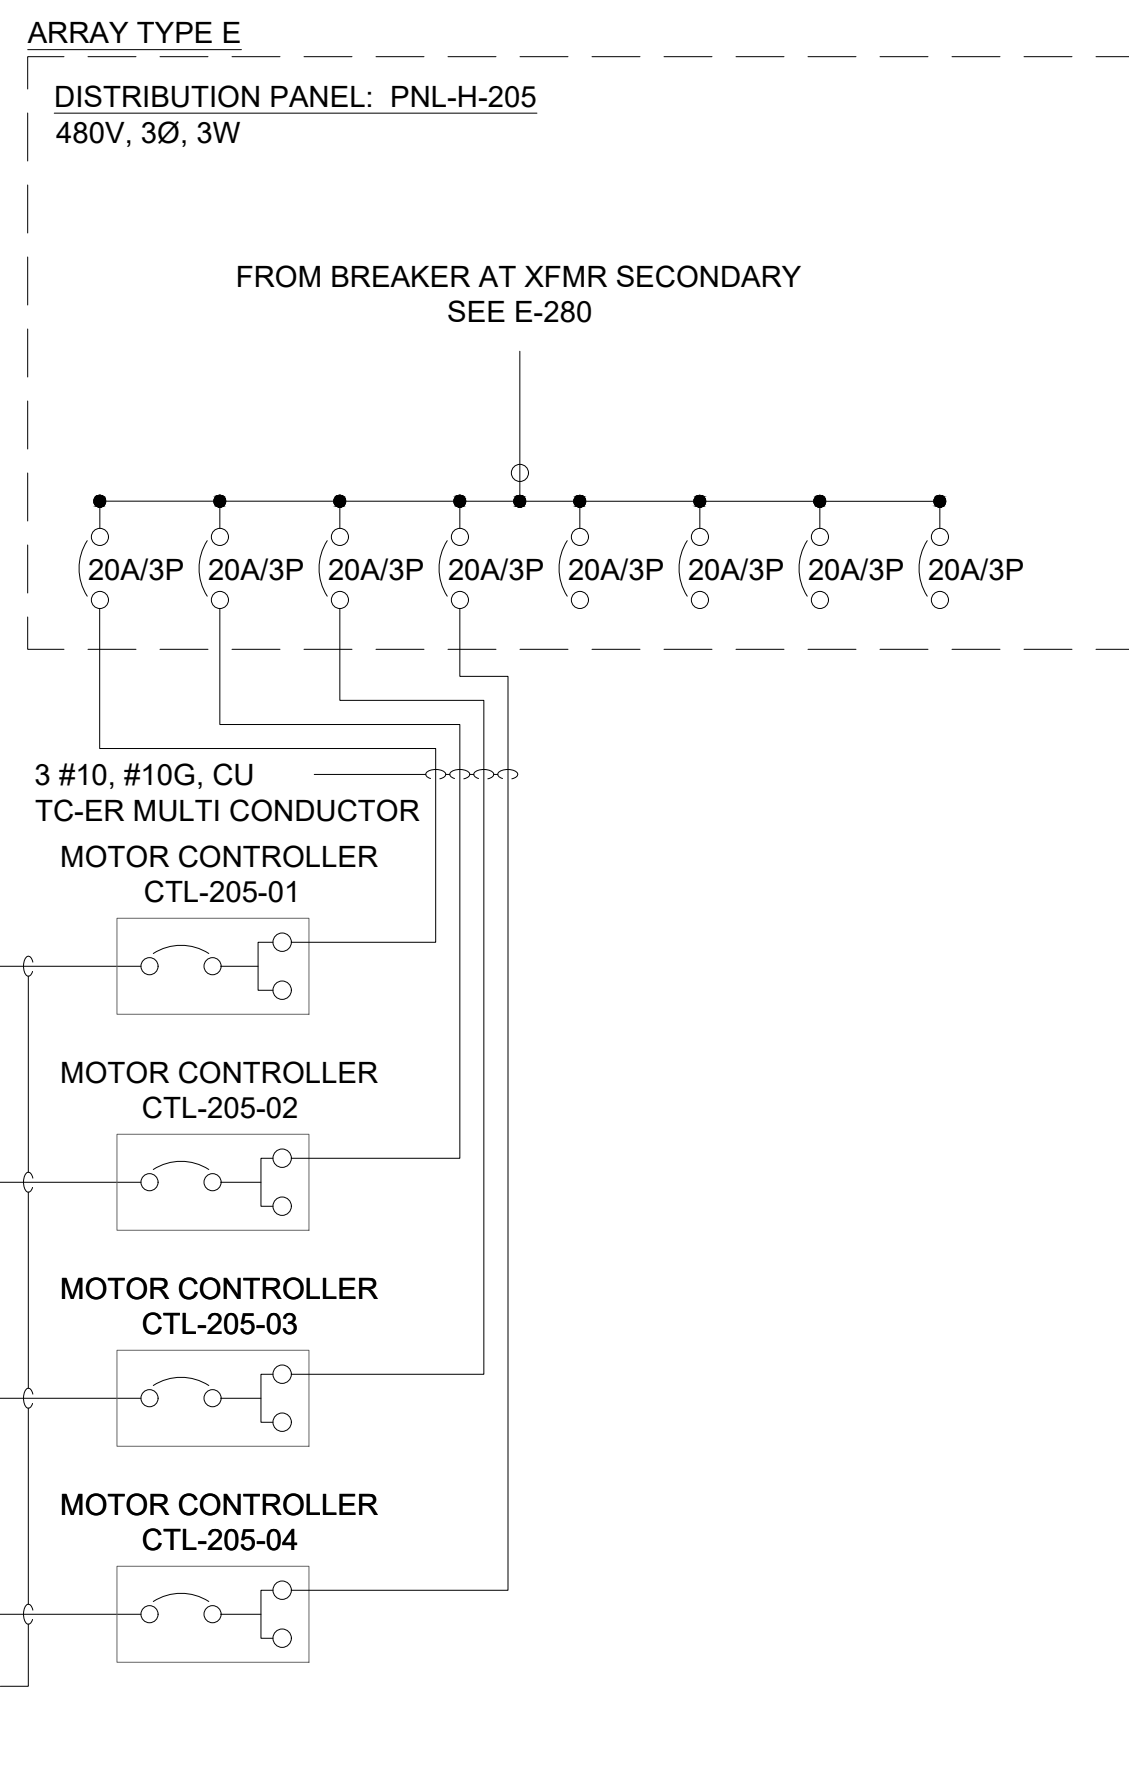 ARRAY TYPE E
DISTRIBUTION PANEL: PNL-H-205
480V, 3Ø, 3W
FROM BREAKER AT XFMR SECONDARY
SEE E-280
20A/3P 20A/3P 20A/3P 20A/3P 20A/3P 20A/3P 20A/3P 20A/3P
3 #10, #10G, CU
TC-ER MULTI CONDUCTOR
MOTOR CONTROLLER
CTL-205-01
MOTOR CONTROLLER
CTL-205-02
MOTOR CONTROLLER
CTL-205-03
MOTOR CONTROLLER
CTL-205-04